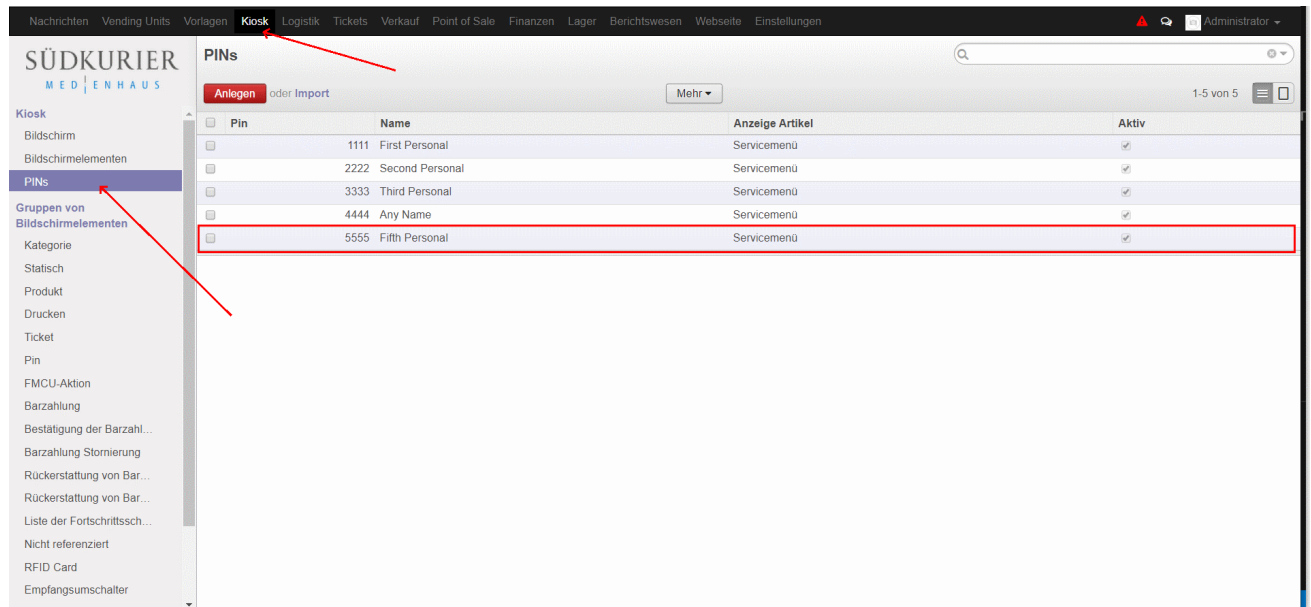 Nachrichten Vending Units Vorlagen Kiosk Logistik Tickets Verkauf Point of Sale Finanzen Lager Berichtswesen Webseite Einstellungen Administrator
SÜDKURIER
MEDIENHAUS
Kiosk
Bildschirm
Bildschirmelementen
PINs
Gruppen von
Bildschirmelementen
Kategorie
Statisch
Produkt
Drucken
Ticket
Pin
FMCU-Aktion
Barzahlung
Bestätigung der Barzahl...
Barzahlung Stornierung
Rückerstattung von Bar...
Rückerstattung von Bar...
Liste der Fortschrittssch...
Nicht referenziert
RFID Card
Empfangsumschalter
PINs
Anlegen oder Import Mehr 1-5 von 5
Pin Name Anzeige Artikel Aktiv
1111 First Personal Servicemenü
2222 Second Personal Servicemenü
3333 Third Personal Servicemenü
4444 Any Name Servicemenü
5555 Fifth Personal Servicemenü